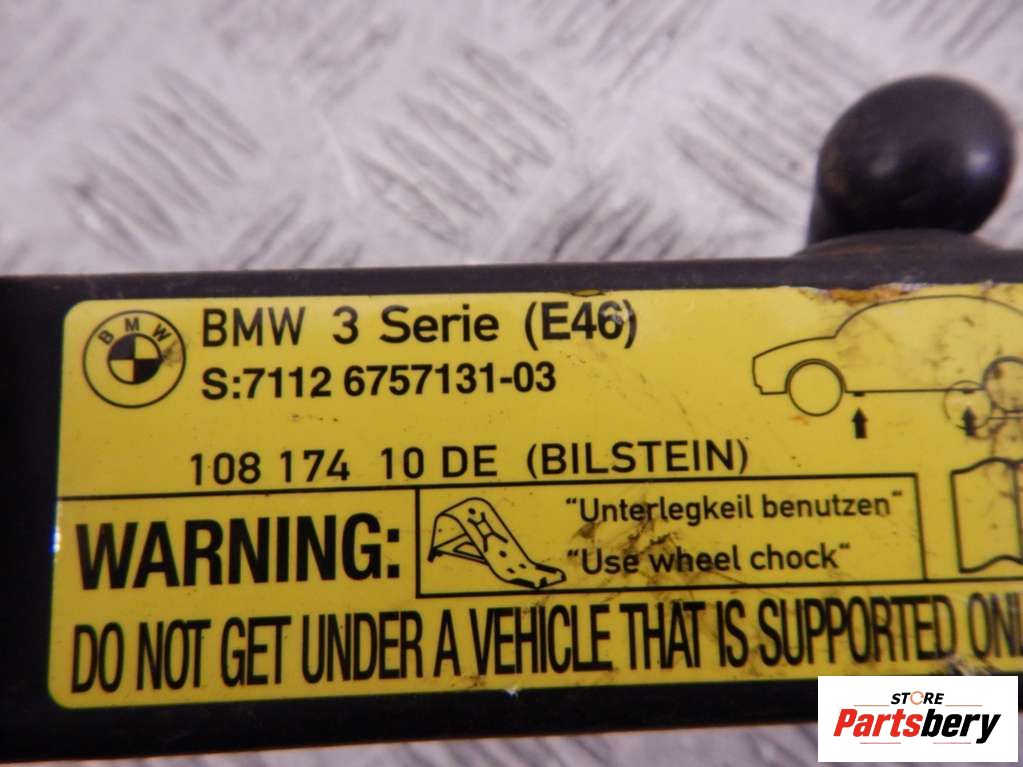 BMW
BMW 3 Serie (E46)
S:7112 6757131-03
108 174 10 DE (BILSTEIN)
WARNING:
"Unterlegkeil benutzen"
"Use wheel chock"
DO NOT GET UNDER A VEHICLE THAT IS SUPPORTED
STORE
Partsbery